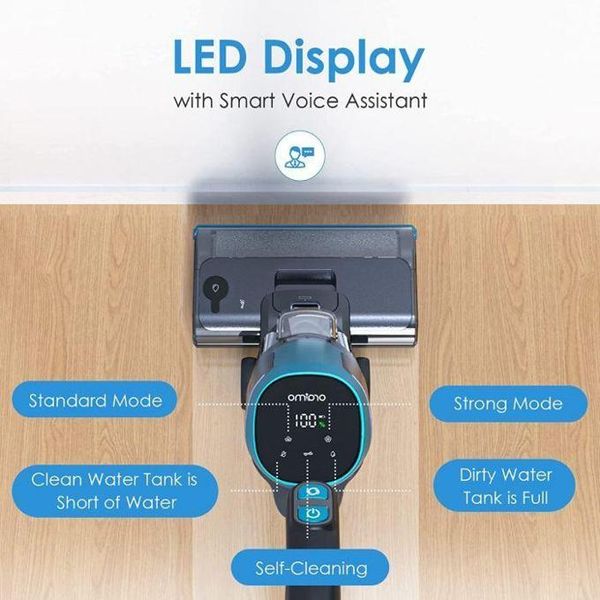 LED Display
with Smart Voice Assistant
Standard Mode
Strong Mode
100%
Clean Water Tank is
Short of Water
Dirty Water
Tank is Full
Self-Cleaning